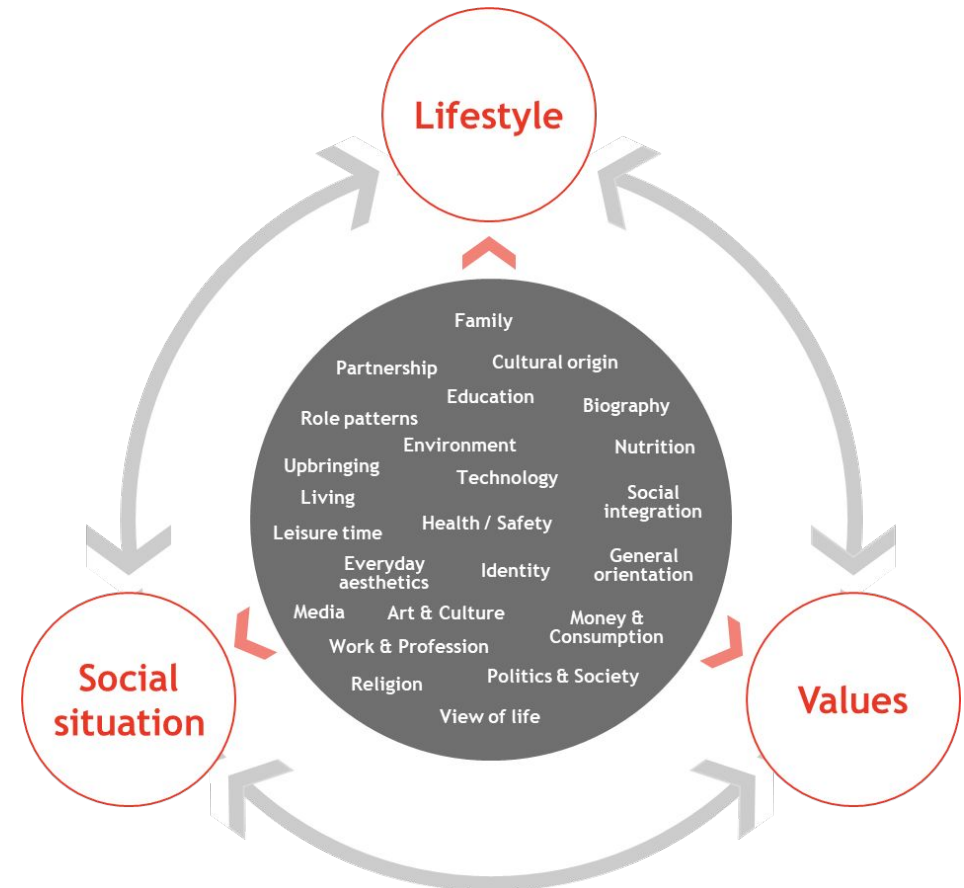 Lifestyle
Family
Partnership
Cultural origin
Education
Biography
Role patterns
Environment
Nutrition
Upbringing
Technology
Living
Social
integration
Leisure time
Health / Safety
Everyday
aesthetics
Identity
General
orientation
Media
Art & Culture
Money &
Consumption
Work & Profession
Religion
Politics & Society
View of life
Social
situation
Values